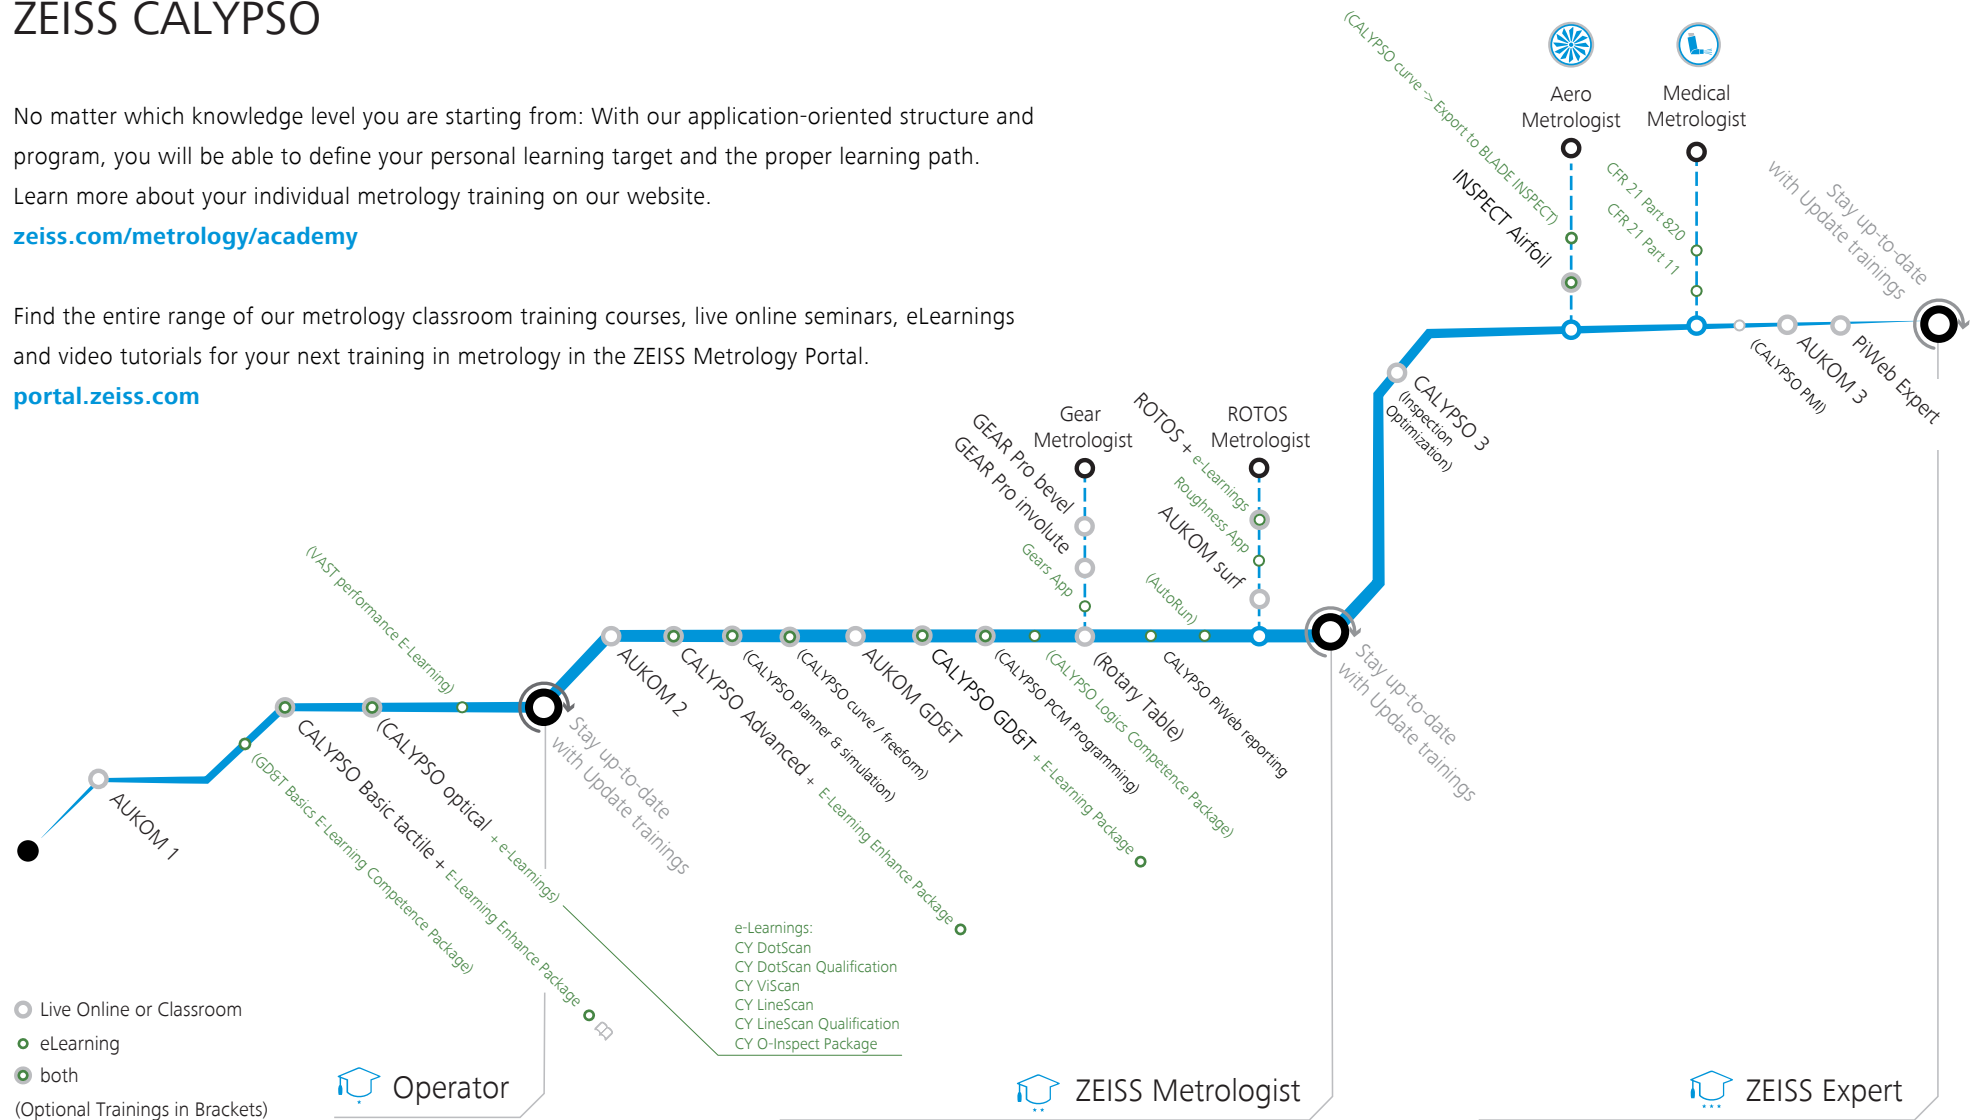 ZEISS CALYPSO
No matter which knowledge level you are starting from: With our application-oriented structure and
program, you will be able to define your personal learning target and the proper learning path.
Learn more about your individual metrology training on our website.
zeiss.com/metrology/academy
Find the entire range of our metrology classroom training courses, live online seminars, eLearnings
and video tutorials for your next training in metrology in the ZEISS Metrology Portal.
portal.zeiss.com
AUKOM 1
(GD&T Basics E-Learning Competence Package)
CALYPSO Basic tactile + E-Learning Enhance Package
(CALYPSO optical + e-Learnings)
(VAST performance E-Learning)
Stay up-to-date
with Update trainings
e-Learnings:
CY DotScan
CY DotScan Qualification
CY ViScan
CY LineScan
CY LineScan Qualification
CY O-Inspect Package
AUKOM 2
CALYPSO Advanced + E-Learning Enhance Package
(CALYPSO planner & simulation)
(CALYPSO curve / freeform)
AUKOM GD&T
CALYPSO GD&T + E-Learning Package
(CALYPSO PCM Programming)
(CALYPSO Logics Competence Package)
(Rotary Table)
Gear
Metrologist
GEAR Pro bevel
GEAR Pro involute
Gears App
(AutoRun)
CALYPSO PiWeb reporting
ROTOS
Metrologist
ROTOS + e-Learnings
Roughness App
AUKOM surf
Stay up-to-date
with Update trainings
CALYPSO 3
(Inspection
Optimization)
Aero
Metrologist
(CALYPSO curve -> Export to BLADE INSPECT)
INSPECT Airfoil
Medical
Metrologist
CFR 21 Part 820
CFR 21 Part 11
(CALYPSO PMI)
AUKOM 3
PiWeb Expert
Stay up-to-date
with Update trainings
Live Online or Classroom
eLearning
both
(Optional Trainings in Brackets)
Operator
ZEISS Metrologist
ZEISS Expert